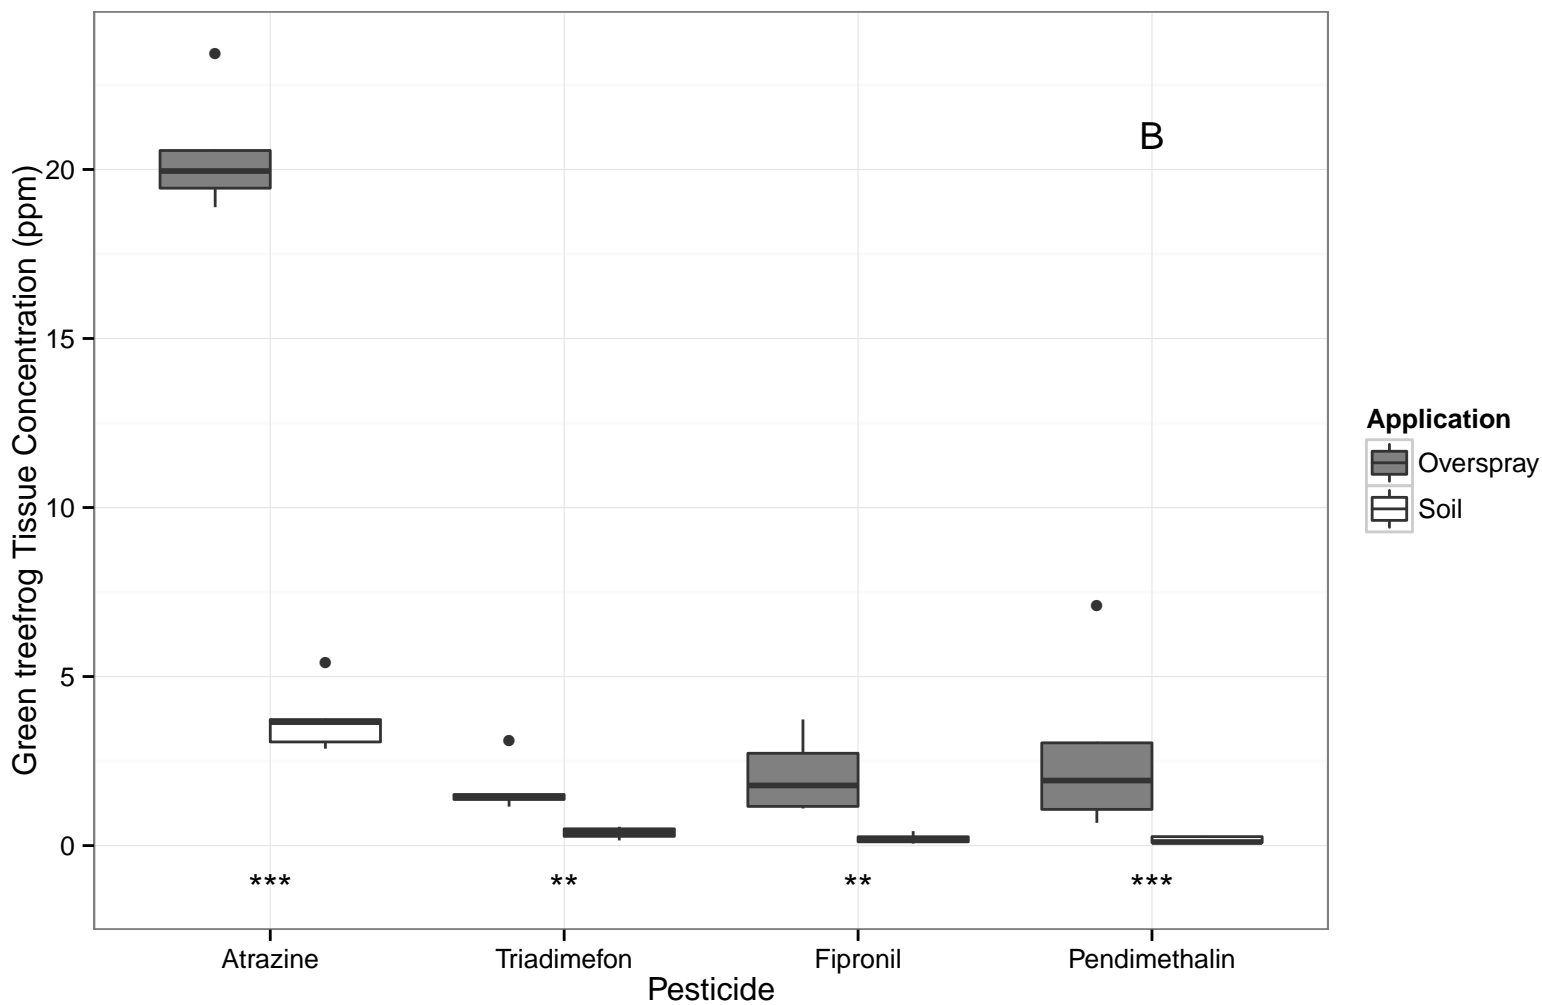 B
Green treefrog Tissue Concentration (ppm)
20
15
10
5
0
*** ** ** ***
Atrazine Triadimefon Fipronil Pendimethalin
Pesticide
Application
Overspray
Soil